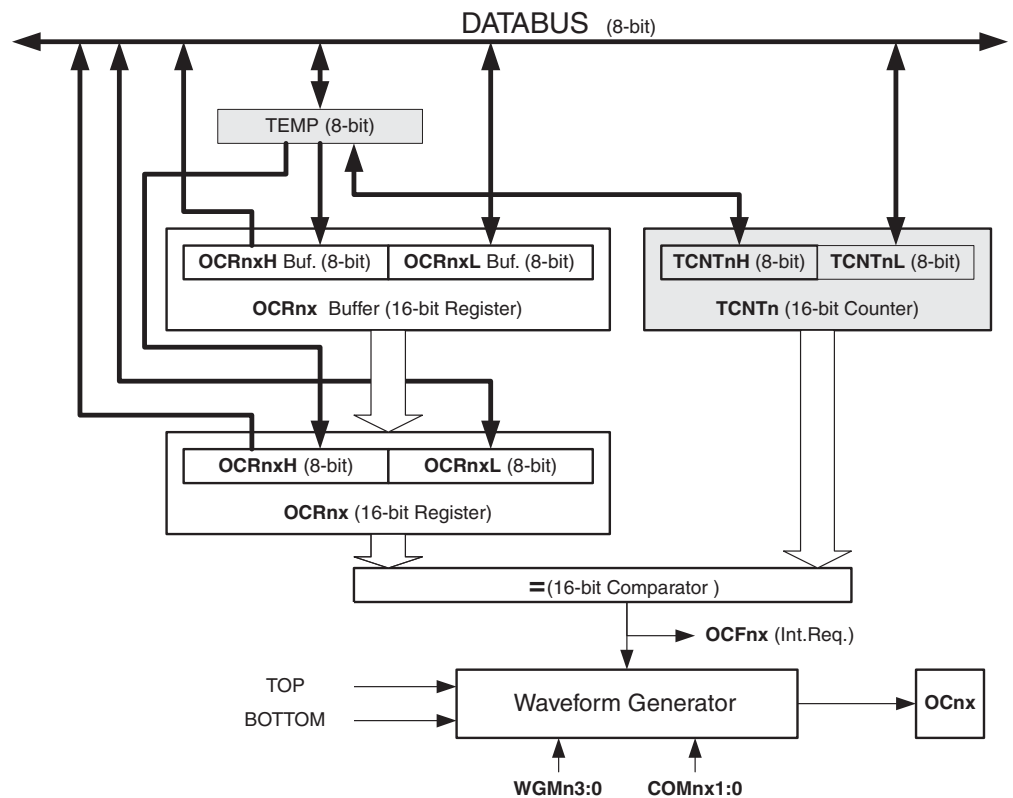 DATABUS (8-bit)
TEMP (8-bit)
OCRnxH Buf. (8-bit)
OCRnxL Buf. (8-bit)
TCNTnH (8-bit)
TCNTnL (8-bit)
OCRnx Buffer (16-bit Register)
TCNTn (16-bit Counter)
OCRnxH (8-bit)
OCRnxL (8-bit)
OCRnx (16-bit Register)
=(16-bit Comparator )
OCFnx (Int.Req.)
TOP
BOTTOM
Waveform Generator
OCnx
WGMn3:0
COMnx1:0